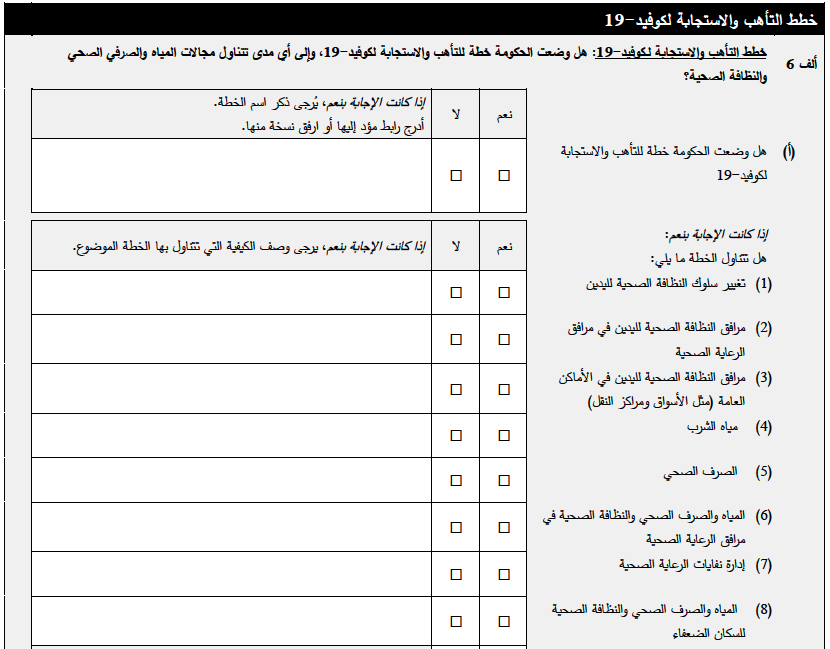 خطط التأهب والاستجابة لكوفيد-19
ألف 6
خطط التأهب والاستجابة لكوفيد-19: هل وضعت الحكومة خطة للتأهب والاستجابة لكوفيد-19، وإلى أي مدى تتناول مجالات المياه والصرفي الصحي
والنظافة الصحية؟
نعم
لا
إذا كانت الإجابة بنعم، يُرجى ذكر اسم الخطة.
أدرج رابط مؤد إليها أو ارفق نسخة منها.
(أ) هل وضعت الحكومة خطة للتأهب والاستجابة
لكوفيد-19
إذا كانت الإجابة بنعم:
هل تتناول الخطة ما يلي:
نعم
لا
إذا كانت الإجابة بنعم، يرجى وصف الكيفية التي تتناول بها الخطة الموضوع.
(1) تغيير سلوك النظافة الصحية لليدين
(2) مرافق النظافة الصحية لليدين في مرافق
الرعاية الصحية
(3) مرافق النظافة الصحية لليدين في الأماكن
العامة (مثل الأسواق ومراكز النقل)
(4) مياه الشرب
(5) الصرف الصحي
(6) المياه والصرف الصحي والنظافة الصحية في
مرافق الرعاية الصحية
(7) إدارة نفايات الرعاية الصحية
(8) المياه والصرف الصحي والنظافة الصحية
للسكان الضعفاء